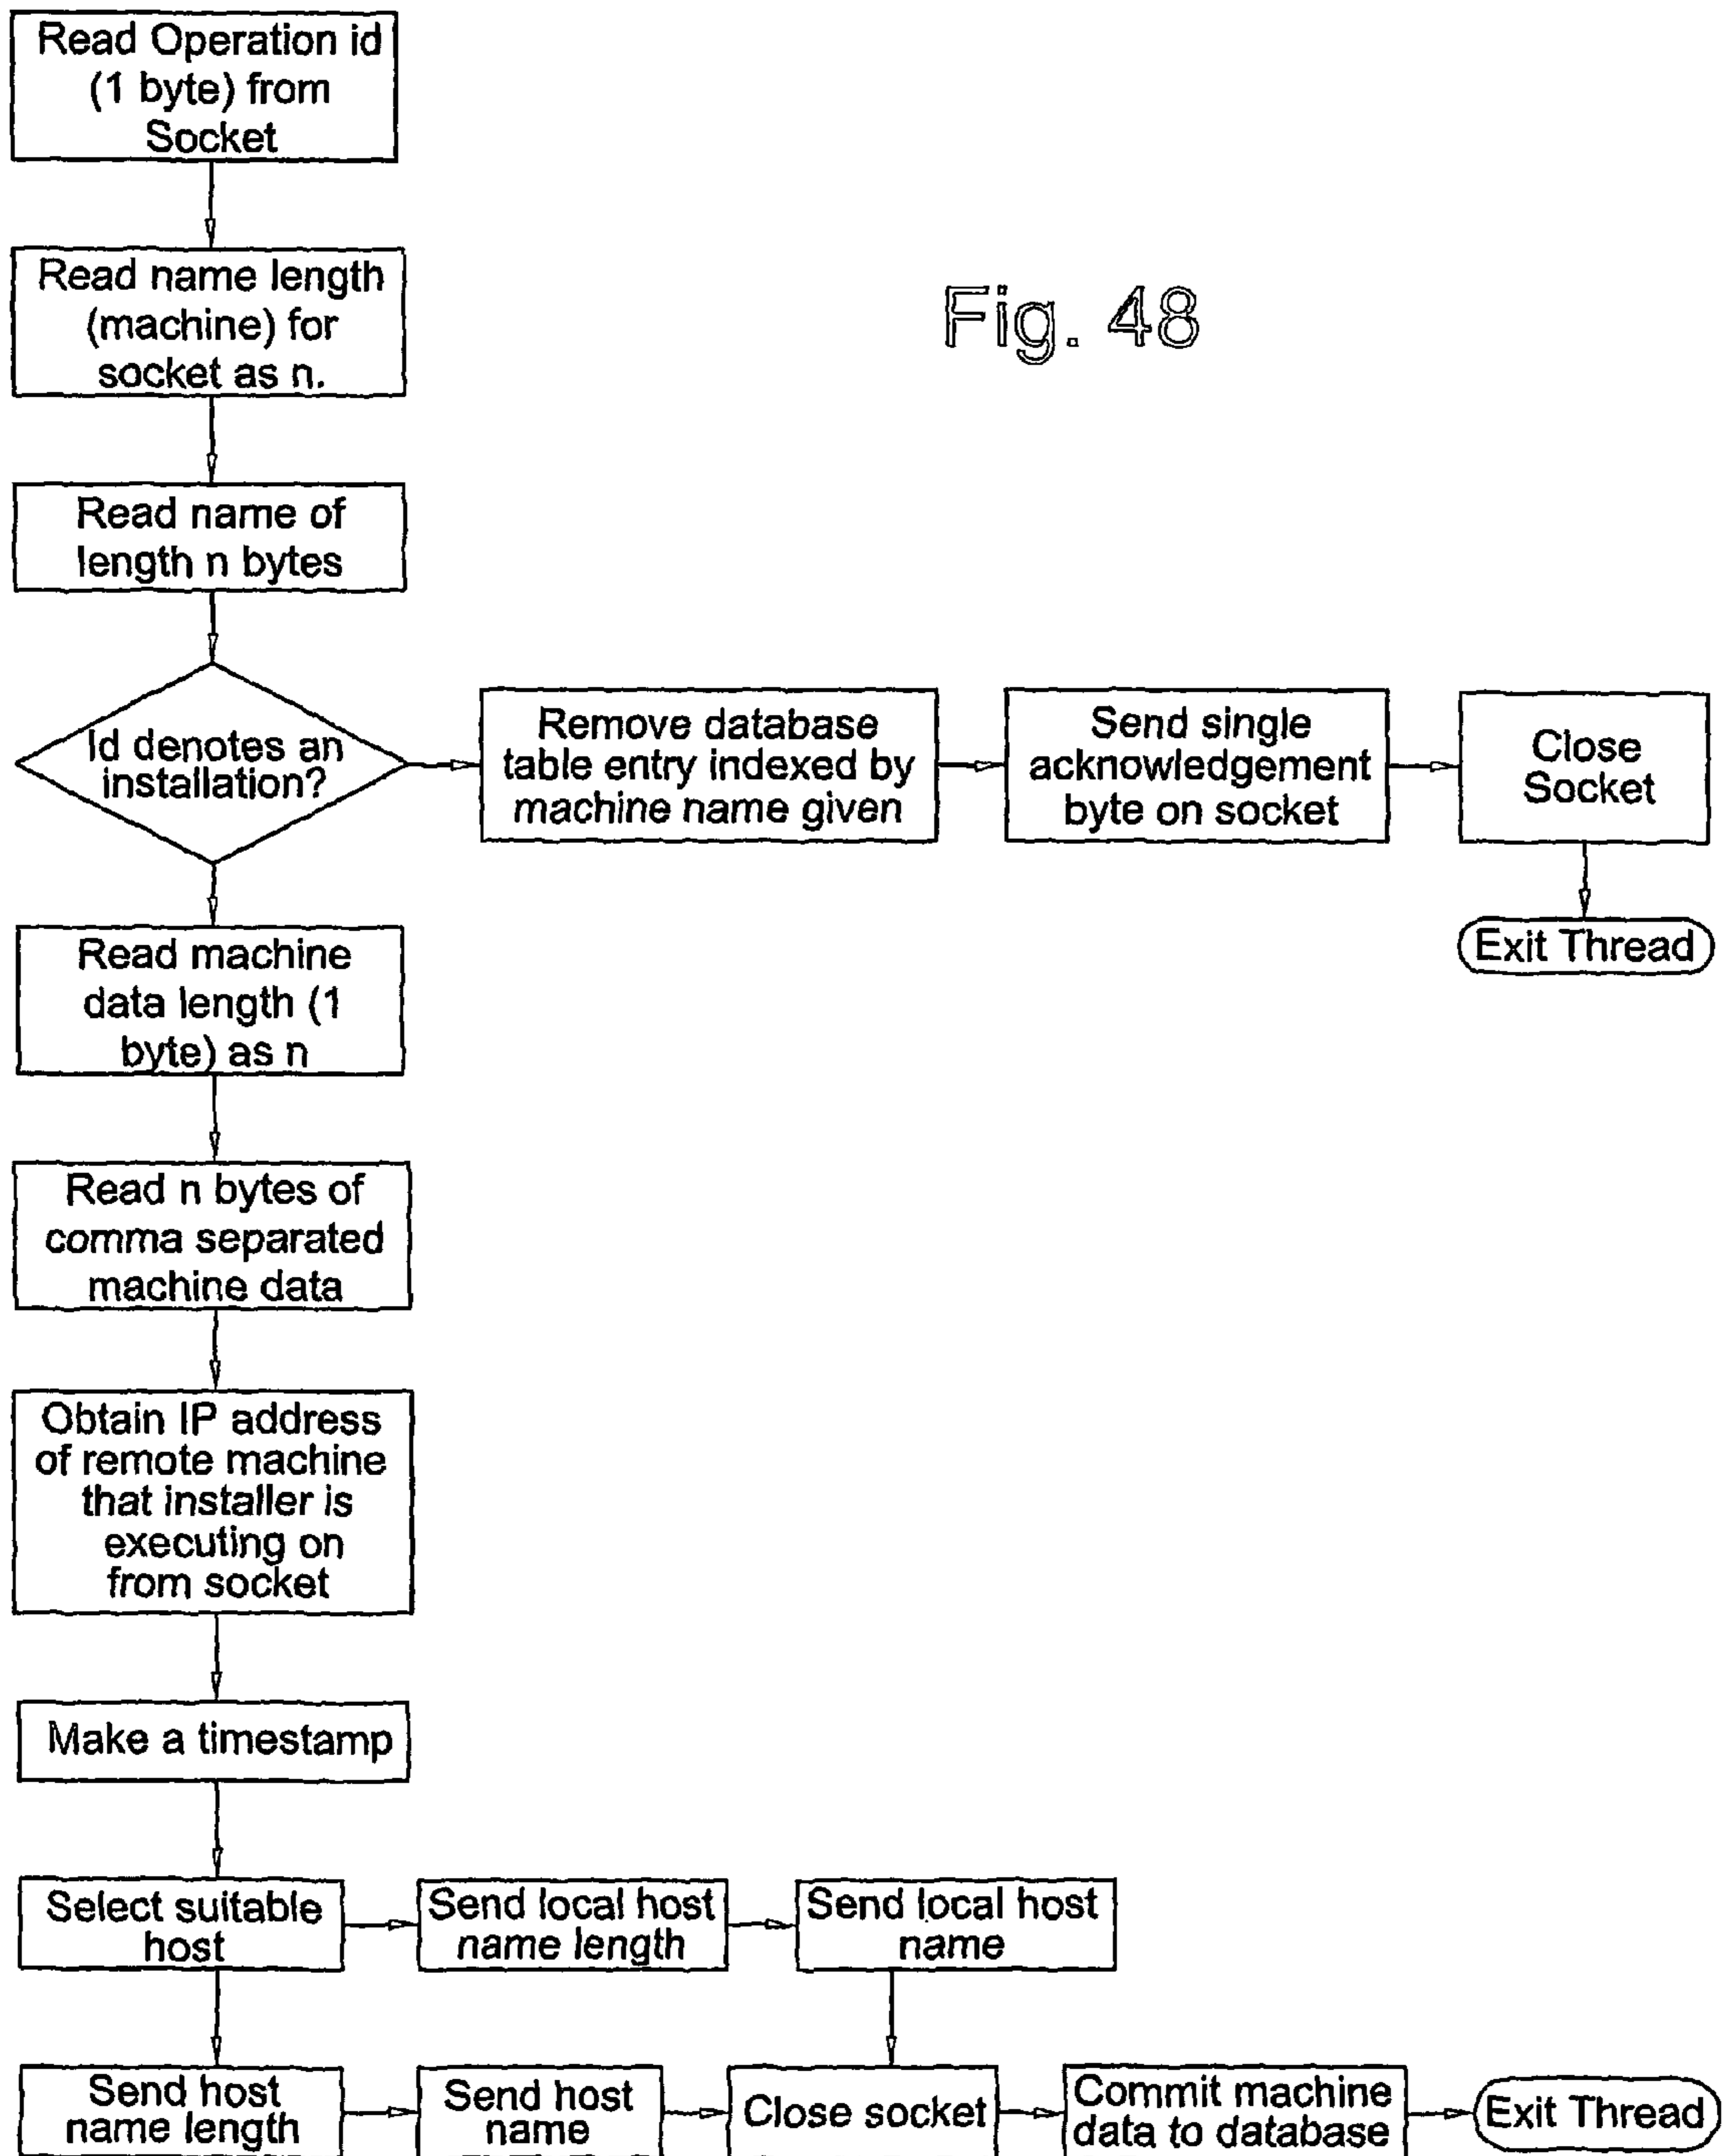 Read Operation id
(1 byte) from
Socket
Read name length
(machine) for
socket as n.
Fig. 48
Read name of
length n bytes
Id denotes an
installation?
Remove database
table entry indexed by
machine name given
Send single
acknowledgement
byte on socket
Close
Socket
Exit Thread
Read machine
data length (1
byte) as n
Read n bytes of
comma separated
machine data
Obtain IP address
of remote machine
that installer is
executing on
from socket
Make a timestamp
Select suitable
host
Send local host
name length
Send local host
name
Send host
name length
Send host
name
Close socket
Commit machine
data to database
Exit Thread